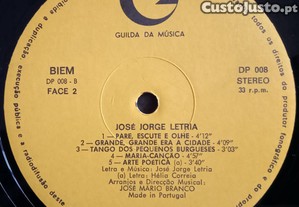 CustoJusto.pt
GUILDA DA MÚSICA
BIEM
DP 008 - B
FACE 2
DP 008
STEREO
33 r.p.m.
JOSÉ JORGE LETRIA
1 — PARE, ESCUTE E OLHE - 4'12"
2 — GRANDE, GRANDE ERA A CIDADE - 4'09"
3 — TANGO DOS PEQUENOS BURGUESES - 3'03"
4 — MARIA-CANÇÃO - 4'57"
5 — ARTE POÉTICA (*) - 3'40"
Letra e Música: José Jorge Letria
(*) Letra: Hélia Correia
Arranjos e Direcção Musical:
JOSÉ MÁRIO BRANCO
Made in Portugal